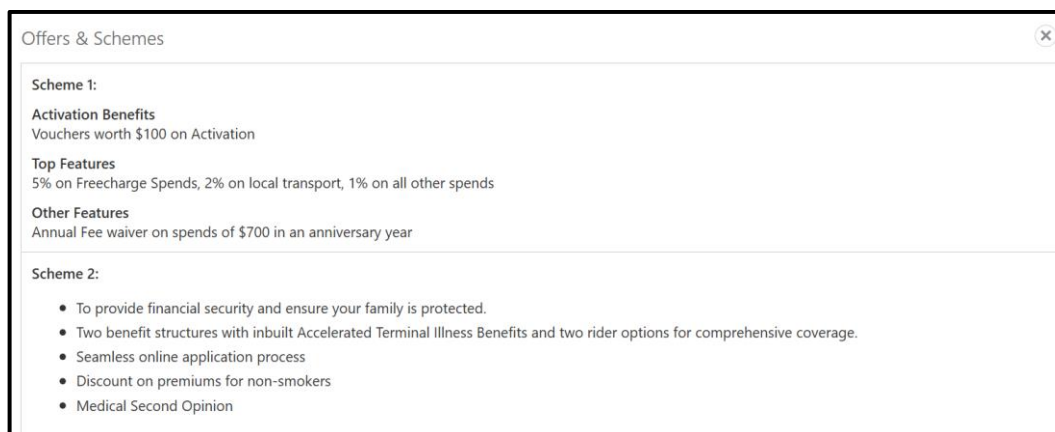 Offers & Schemes
Scheme 1:
Activation Benefits
Vouchers worth $100 on Activation
Top Features
5% on Freecharge Spends, 2% on local transport, 1% on all other spends
Other Features
Annual Fee waiver on spends of $700 in an anniversary year
Scheme 2:
• To provide financial security and ensure your family is protected.
• Two benefit structures with inbuilt Accelerated Terminal Illness Benefits and two rider options for comprehensive coverage.
• Seamless online application process
• Discount on premiums for non-smokers
• Medical Second Opinion